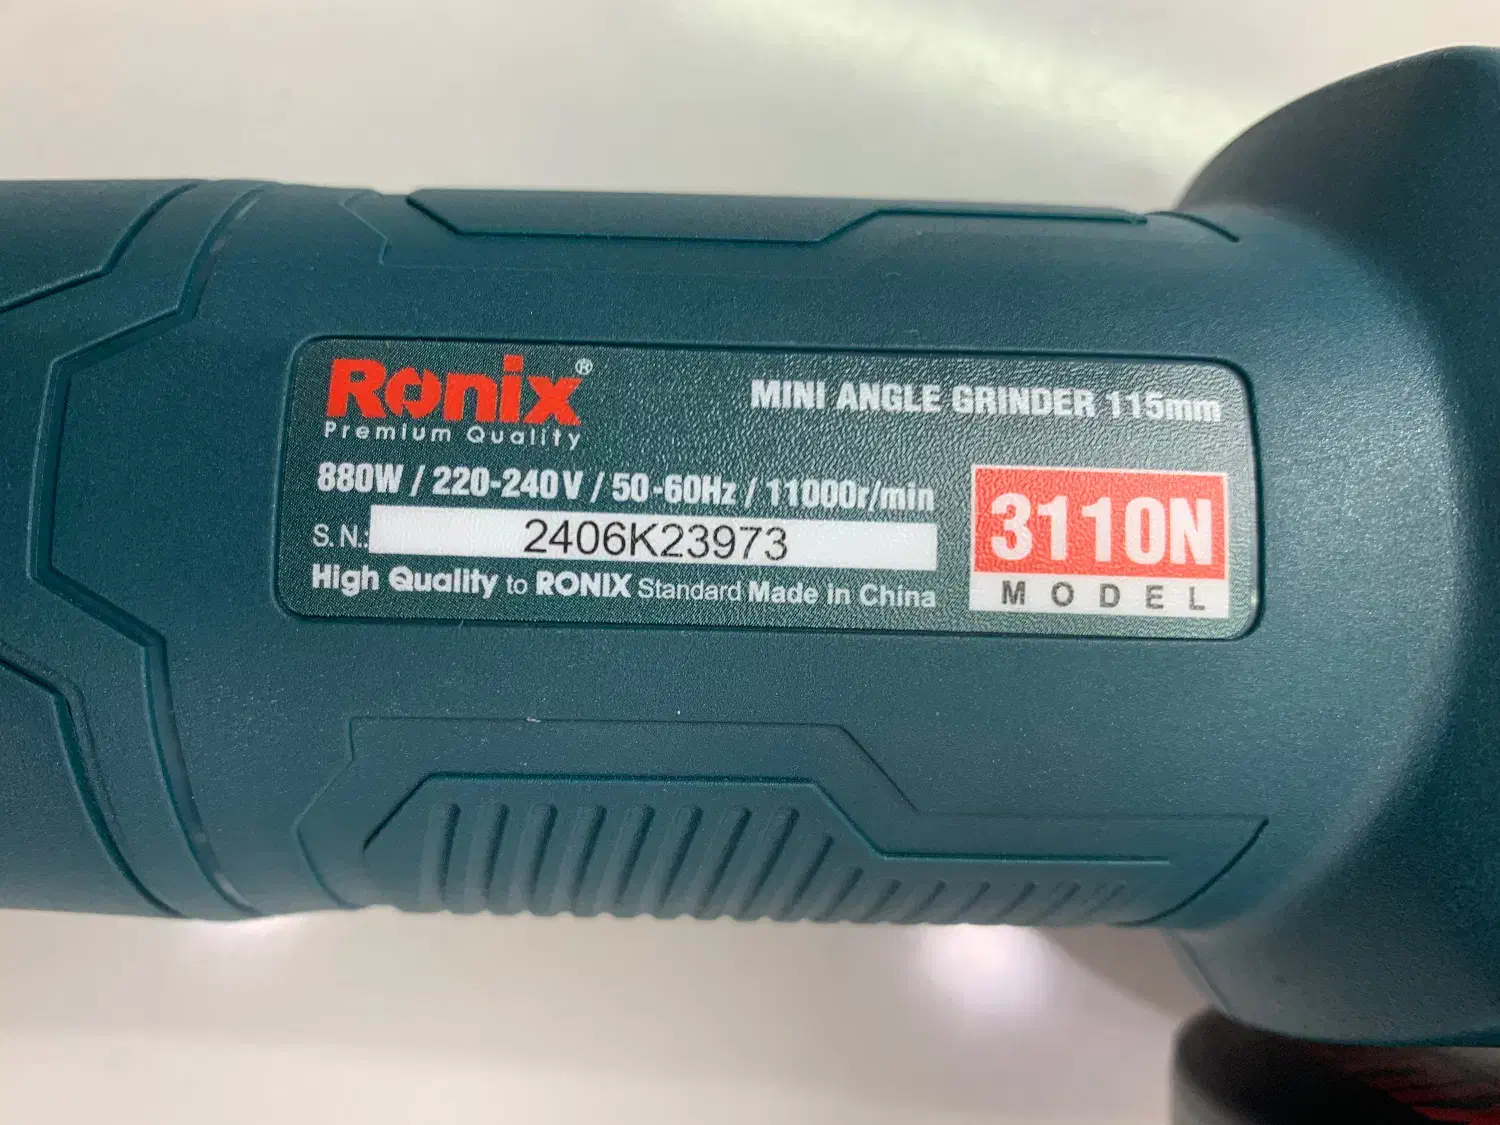 Ronix®
Premium Quality
MINI ANGLE GRINDER 115mm
880W / 220-240V / 50-60Hz / 11000r/min
S.N.: 2406K23973
High Quality to RONIX Standard Made in China
3110N
MODEL